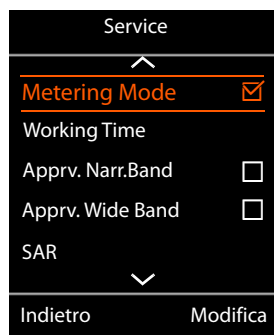 Service
Metering Mode
Working Time
Apprv. Narr.Band
Apprv. Wide Band
SAR
Indietro Modifica